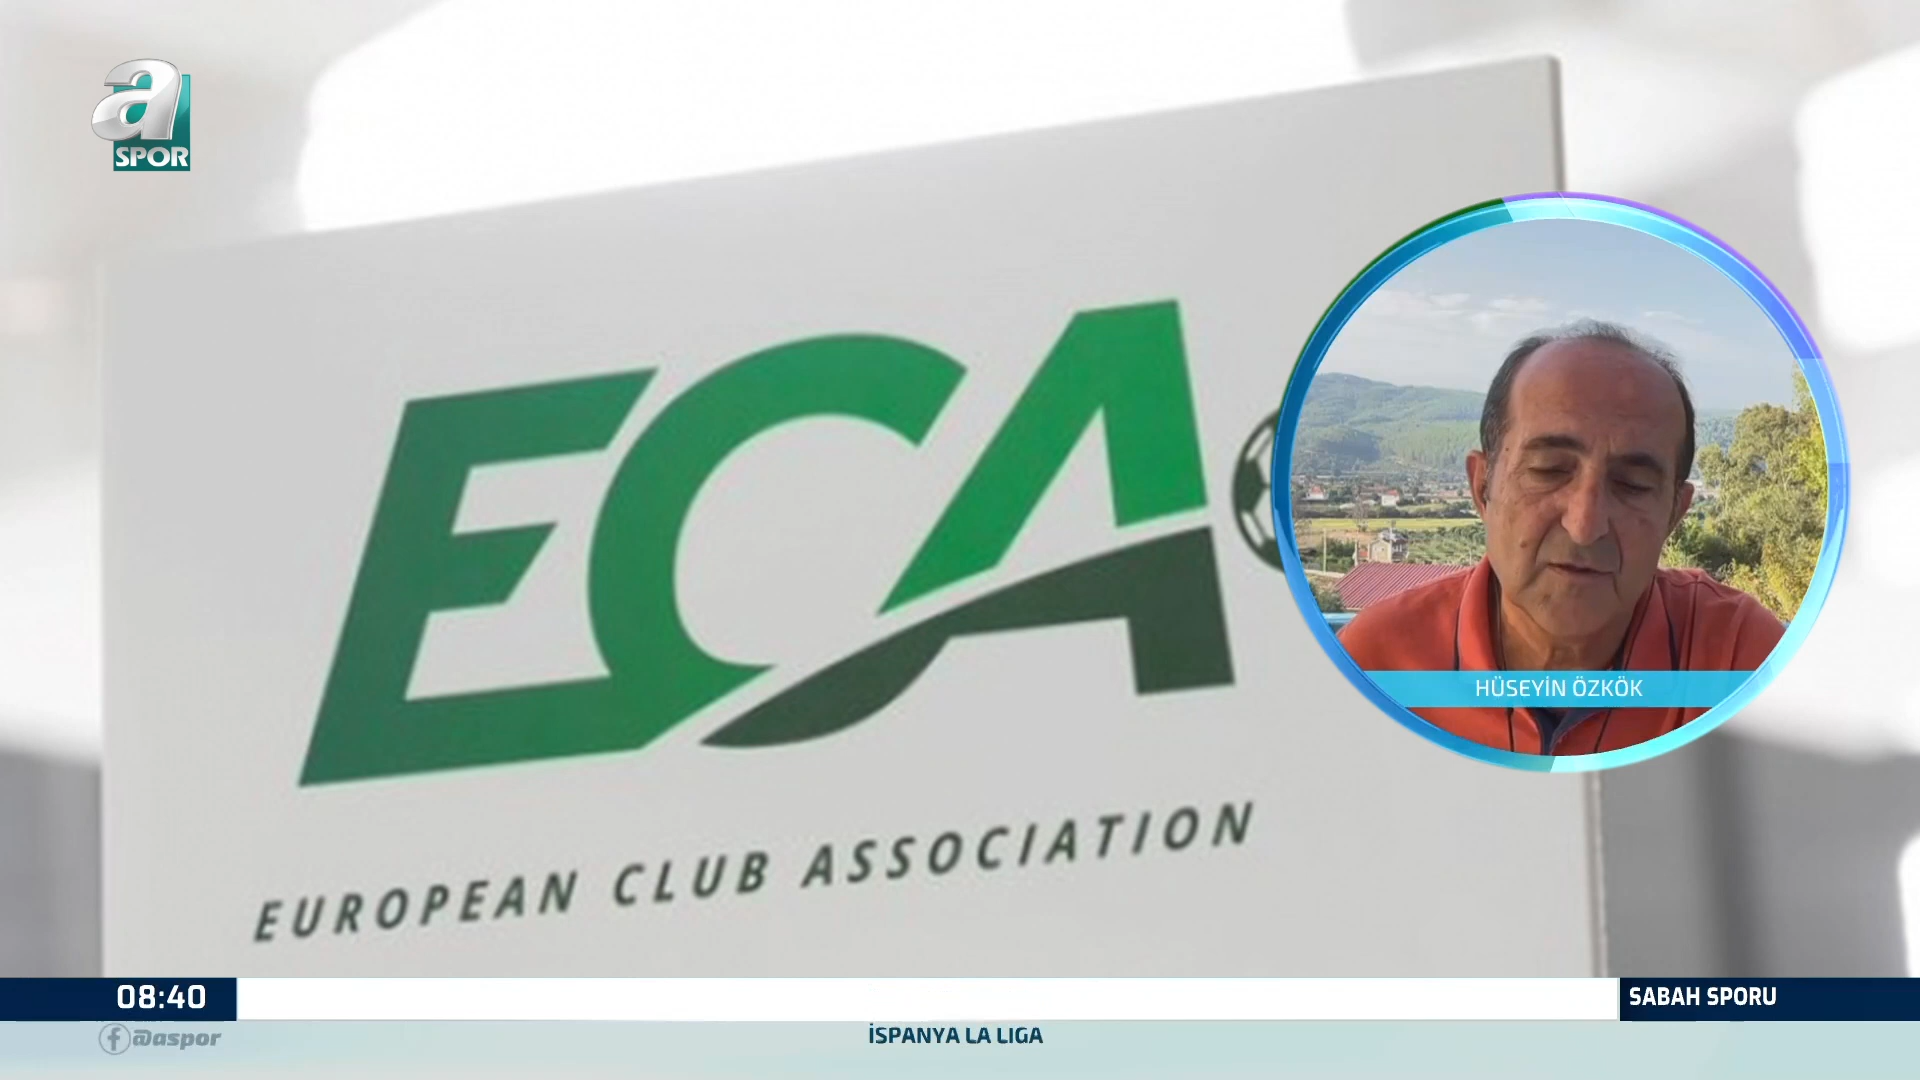 a
SPOR
ECA
EUROPEAN CLUB ASSOCIATION
HÜSEYİN ÖZKÖK
08:40
SABAH SPORU
@aspor
İSPANYA LA LIGA